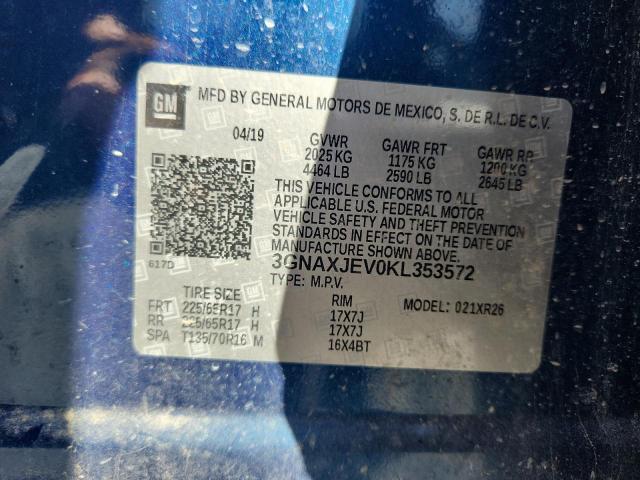 GM MFD BY GENERAL MOTORS DE MEXICO, S. DE R.L. DE C.V.
04/19 GVWR GAWR FRT GAWR RR
2025 KG 1175 KG 1200 KG
4464 LB 2590 LB 2645 LB
THIS VEHICLE CONFORMS TO ALL
APPLICABLE U.S. FEDERAL MOTOR
VEHICLE SAFETY AND THEFT PREVENTION
STANDARDS IN EFFECT ON THE DATE OF
MANUFACTURE SHOWN ABOVE.
617D 3GNAXJEV0KL353572
TYPE: M.P.V.
TIRE SIZE RIM MODEL: 021XR26
FRT 225/65R17 H 17X7J
RR 225/65R17 H 17X7J
SPA T135/70R16 M 16X4BT